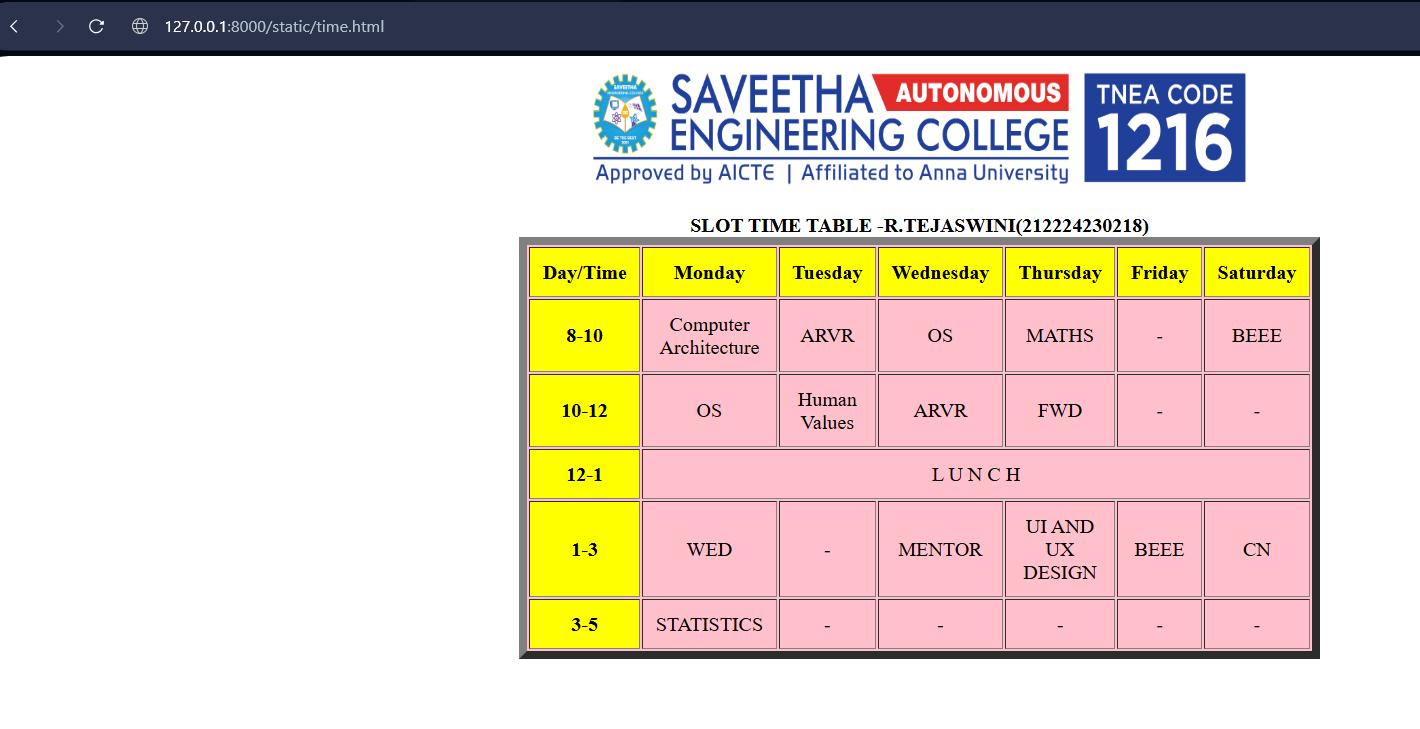 127.0.0.1:8000/static/time.html
SAVEETHA AUTONOMOUS
ENGINEERING COLLEGE
Approved by AICTE | Affiliated to Anna University
TNEA CODE
1216
SAVEETHA
SLOT TIME TABLE -R.TEJASWINI(212224230218)
Day/Time Monday Tuesday Wednesday Thursday Friday Saturday
8-10 Computer Architecture ARVR OS MATHS - BEEE
10-12 OS Human Values ARVR FWD - -
12-1 L U N C H
1-3 WED - MENTOR UI AND UX DESIGN BEEE CN
3-5 STATISTICS - - - - -